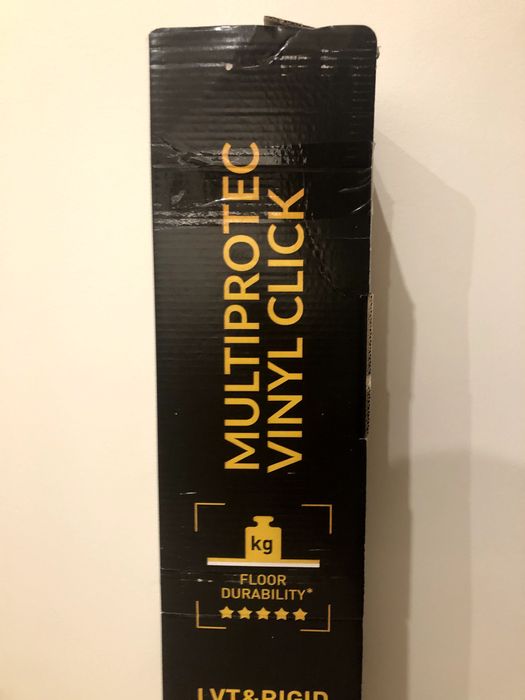 MULTIPROTEC
VINYL CLICK
kg
FLOOR
DURABILITY*
LVT&RIGID